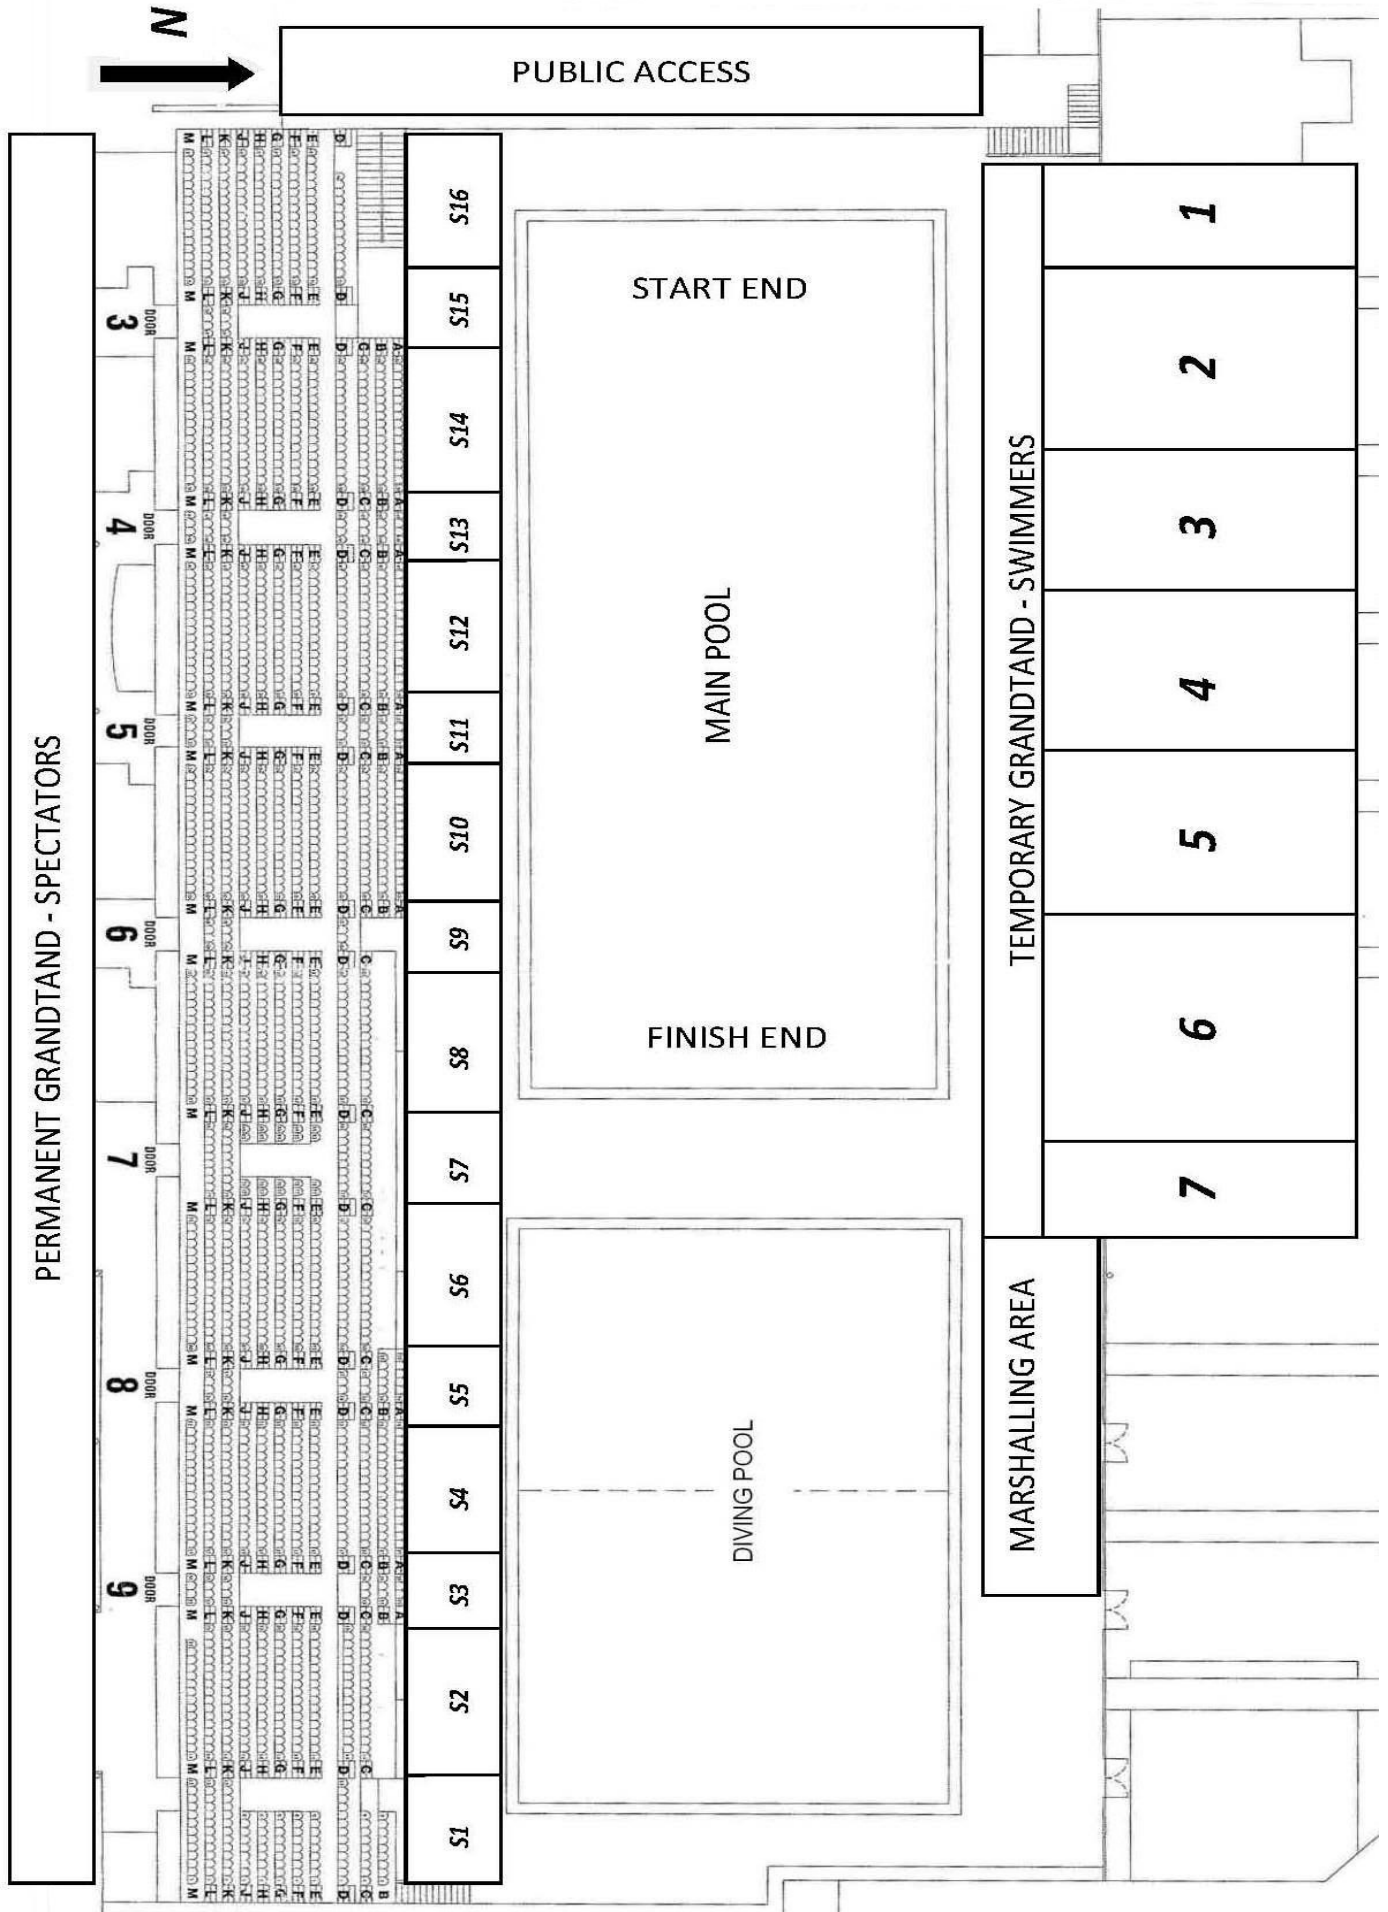 N
PUBLIC ACCESS
PERMANENT GRANDTAND - SPECTATORS
DOOR
3
DOOR
4
DOOR
5
DOOR
6
DOOR
7
DOOR
8
DOOR
9
M L K J H G F E D
M L K J H G F E D
M L K J H G F E D C B A
M L K J H G F E D C B A
M L K J H G F E D C B A
M L K J H G F E D C B A
M L K J H G F E D C B A
M L K J H G F E D C B A
M L K J H G F E D C
M L K J H G F E D C
M L K J H G F E D C
M L K J H G F E D C
M L K J H G F E D C B A
M L K J H G F E D C B A
M L K J H G F E D C B A
M L K J H G F E D C
M L K J H G F E D C B
S16
S15
S14
S13
S12
S11
S10
S9
S8
S7
S6
S5
S4
S3
S2
S1
START END
MAIN POOL
FINISH END
DIVING POOL
TEMPORARY GRANDTAND - SWIMMERS
1
2
3
4
5
6
7
MARSHALLING AREA